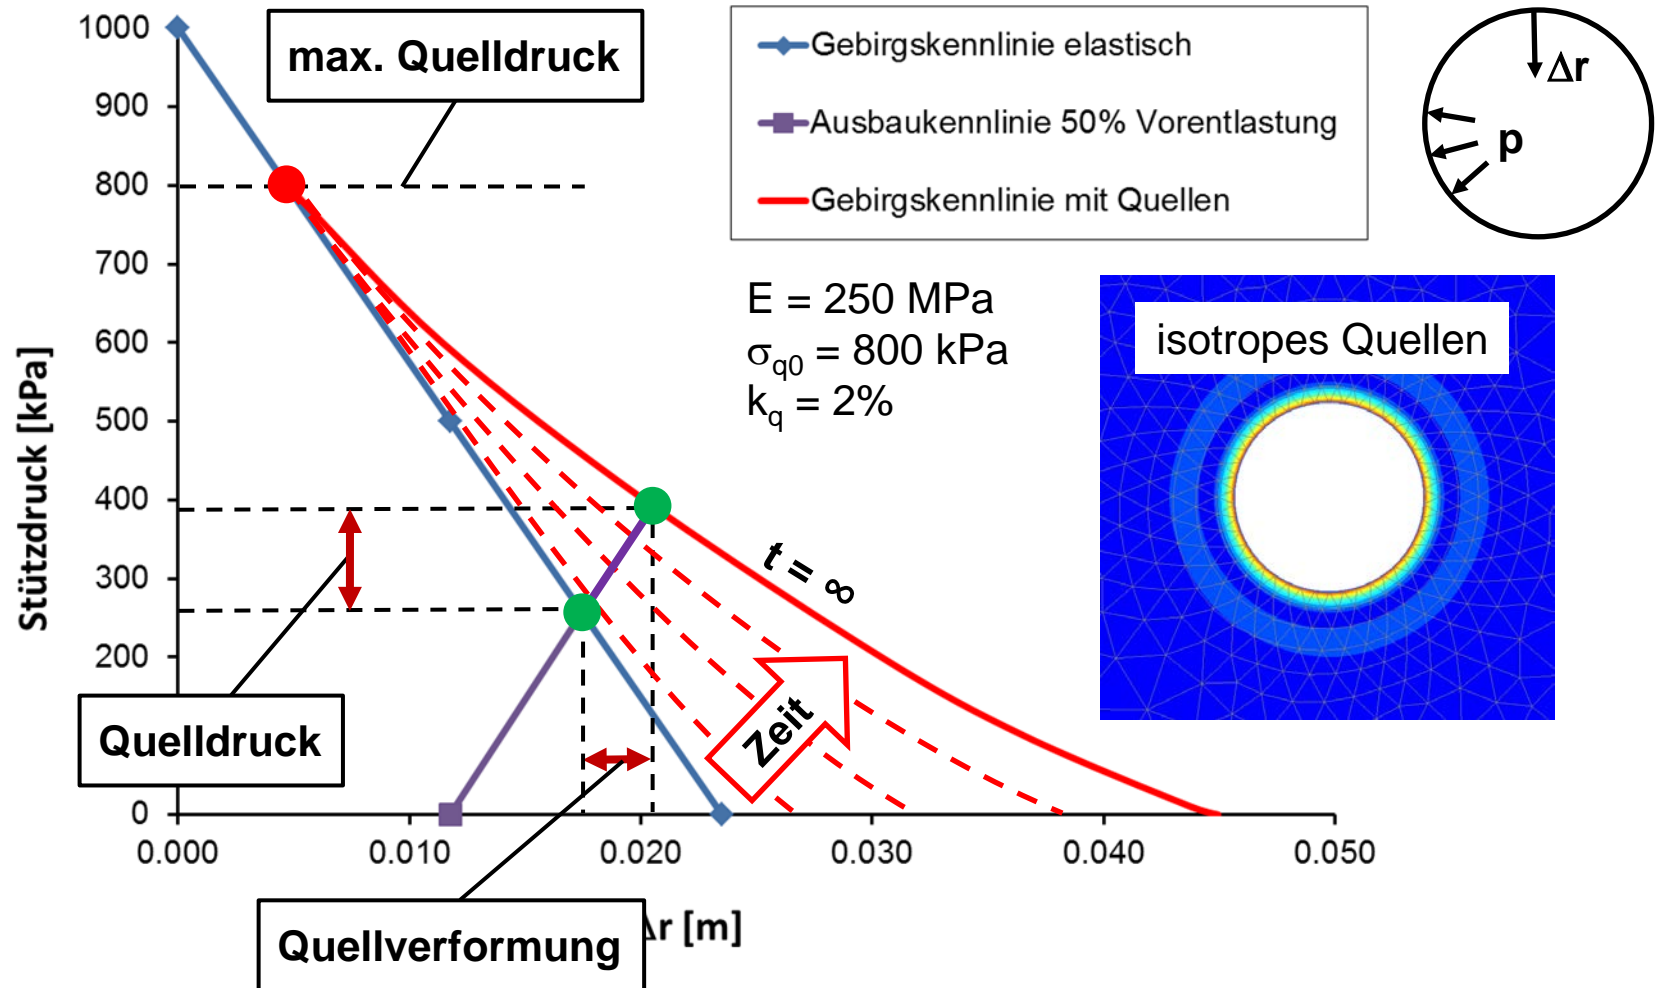 max. Quelldruck
Gebirgskennlinie elastisch
Ausbaukennlinie 50% Vorentlastung
Gebirgskennlinie mit Quellen
Δr
p
E = 250 MPa
σq0 = 800 kPa
kq = 2%
isotropes Quellen
Stützdruck [kPa]
1000
900
800
700
600
500
400
300
200
0
t = ∞
Zeit
Quelldruck
0.000
0.010
0.020
0.030
0.040
0.050
Quellverformung
Δr [m]